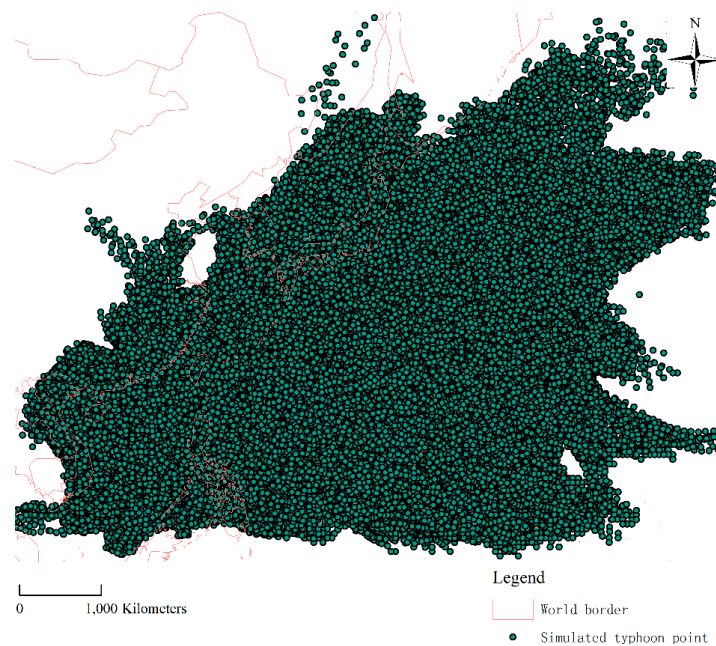 N
0 1,000 Kilometers
Legend
World border
Simulated typhoon point